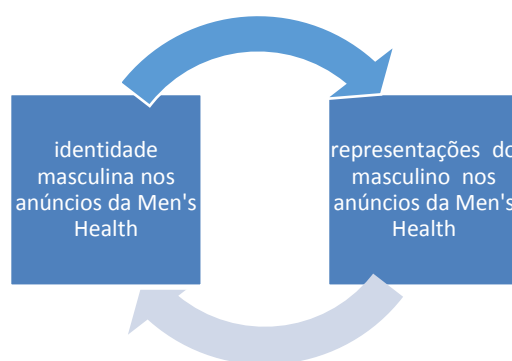 identidade
masculina nos
anúncios da Men's
Health
representações do
masculino nos
anúncios da Men's
Health